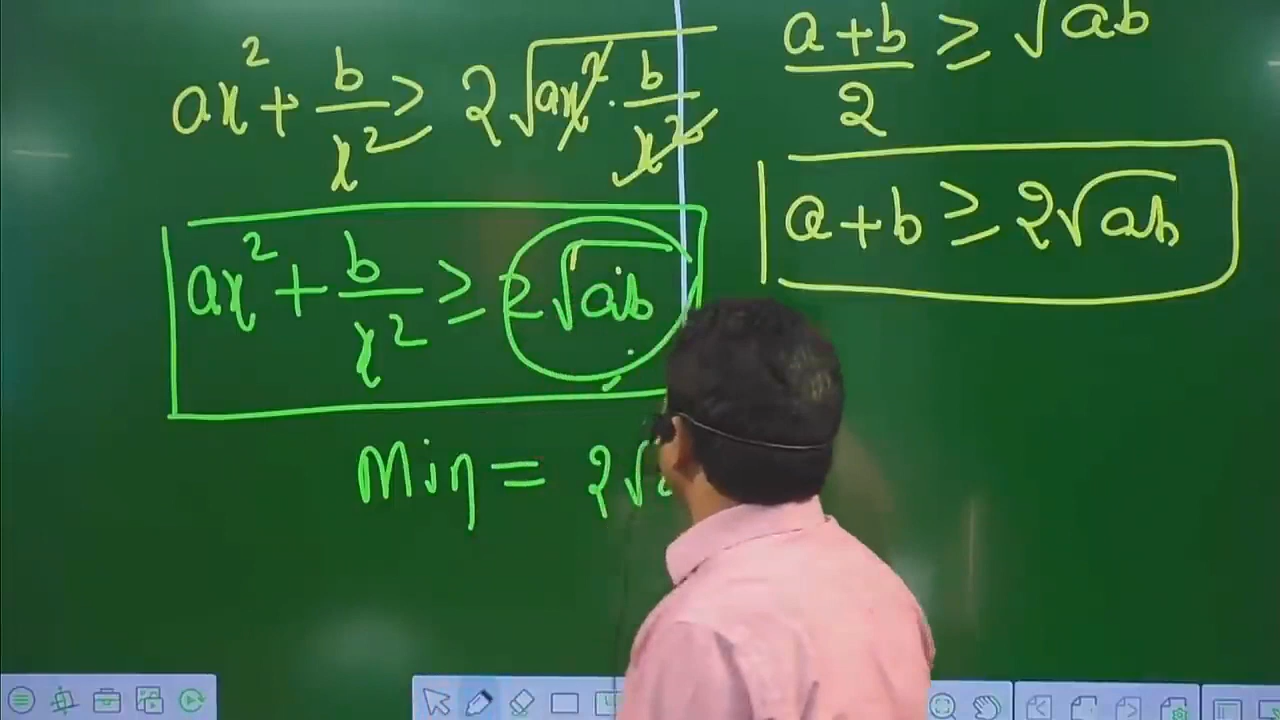 ax² + b/x² ≥ 2√(ax² · b/x²)
ax² + b/x² ≥ 2√ab
Min = 2√
(a+b)/2 ≥ √ab
a+b ≥ 2√ab